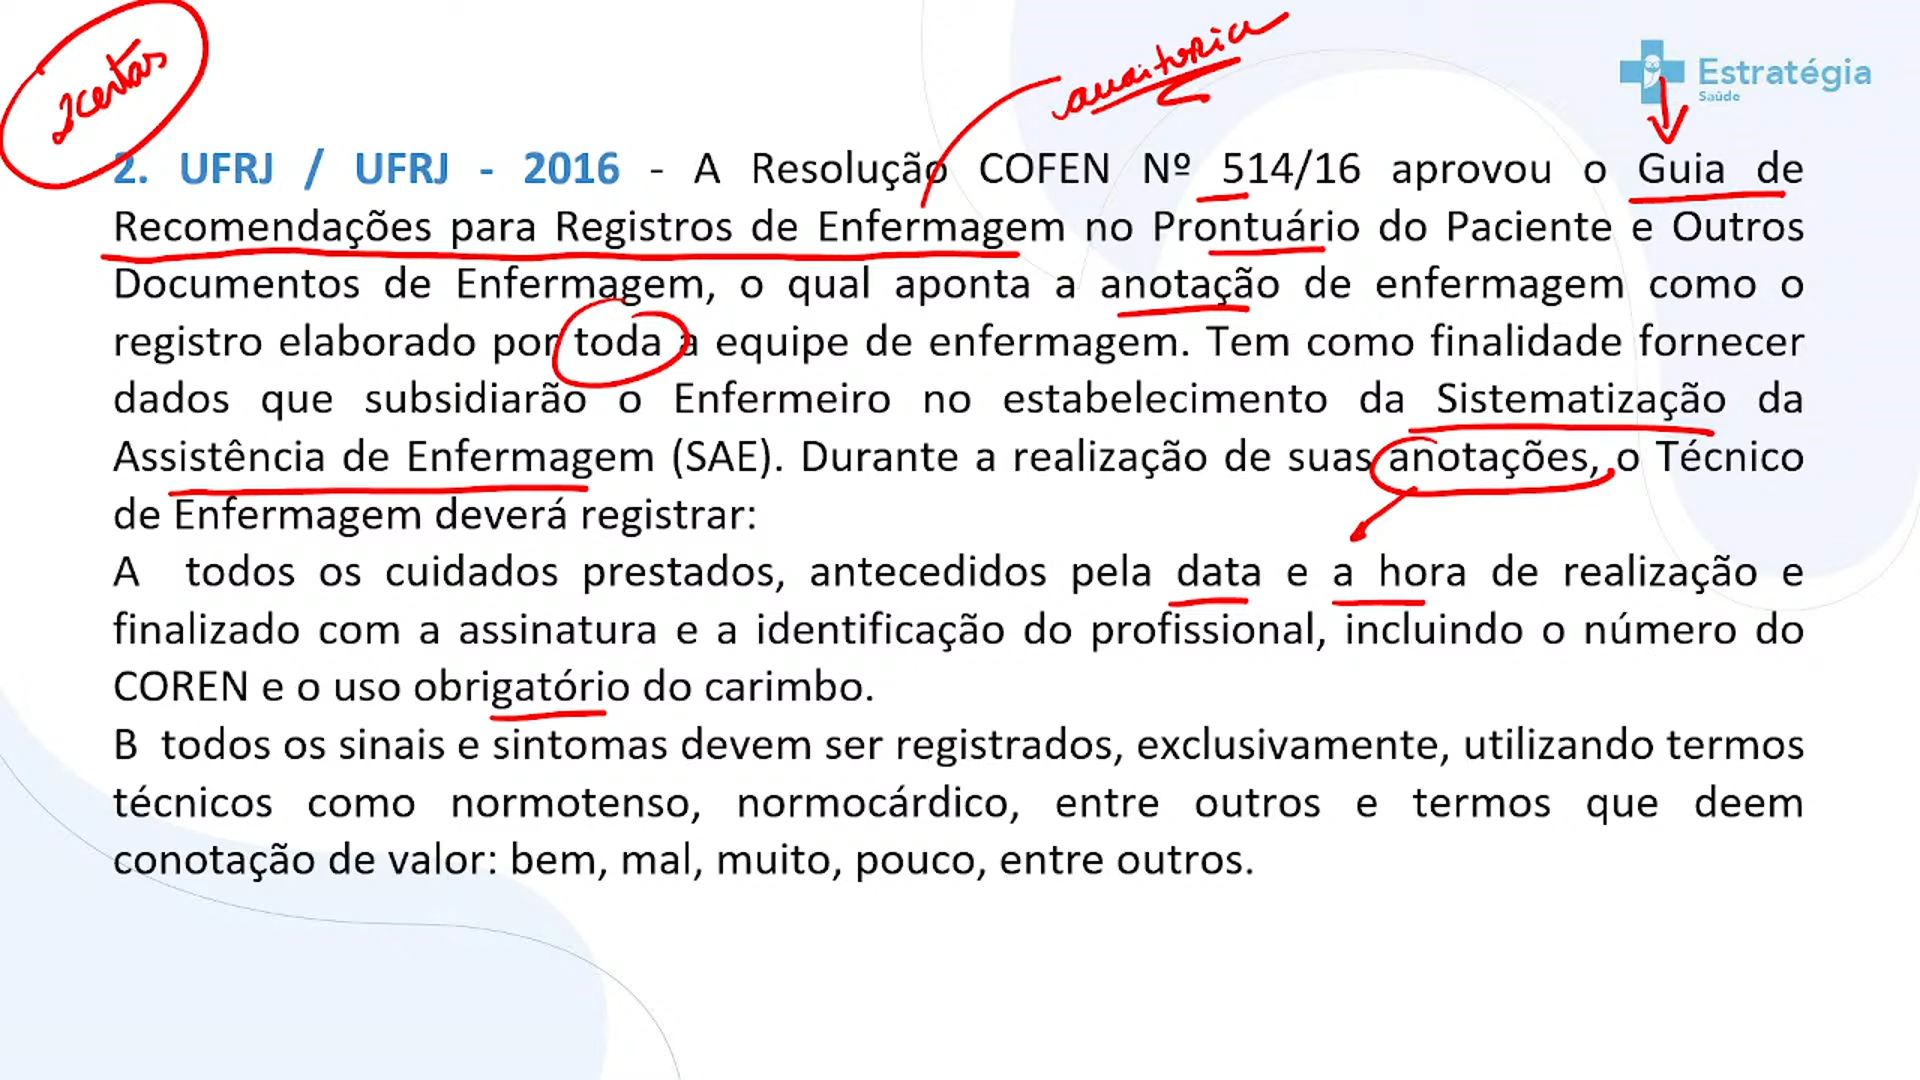 2 certas
auditoria
Estratégia
Saúde
2. UFRJ / UFRJ - 2016 - A Resolução COFEN Nº 514/16 aprovou o Guia de
Recomendações para Registros de Enfermagem no Prontuário do Paciente e Outros
Documentos de Enfermagem, o qual aponta a anotação de enfermagem como o
registro elaborado por toda a equipe de enfermagem. Tem como finalidade fornecer
dados que subsidiarão o Enfermeiro no estabelecimento da Sistematização da
Assistência de Enfermagem (SAE). Durante a realização de suas anotações, o Técnico
de Enfermagem deverá registrar:
A todos os cuidados prestados, antecedidos pela data e a hora de realização e
finalizado com a assinatura e a identificação do profissional, incluindo o número do
COREN e o uso obrigatório do carimbo.
B todos os sinais e sintomas devem ser registrados, exclusivamente, utilizando termos
técnicos como normotenso, normocárdico, entre outros e termos que deem
conotação de valor: bem, mal, muito, pouco, entre outros.